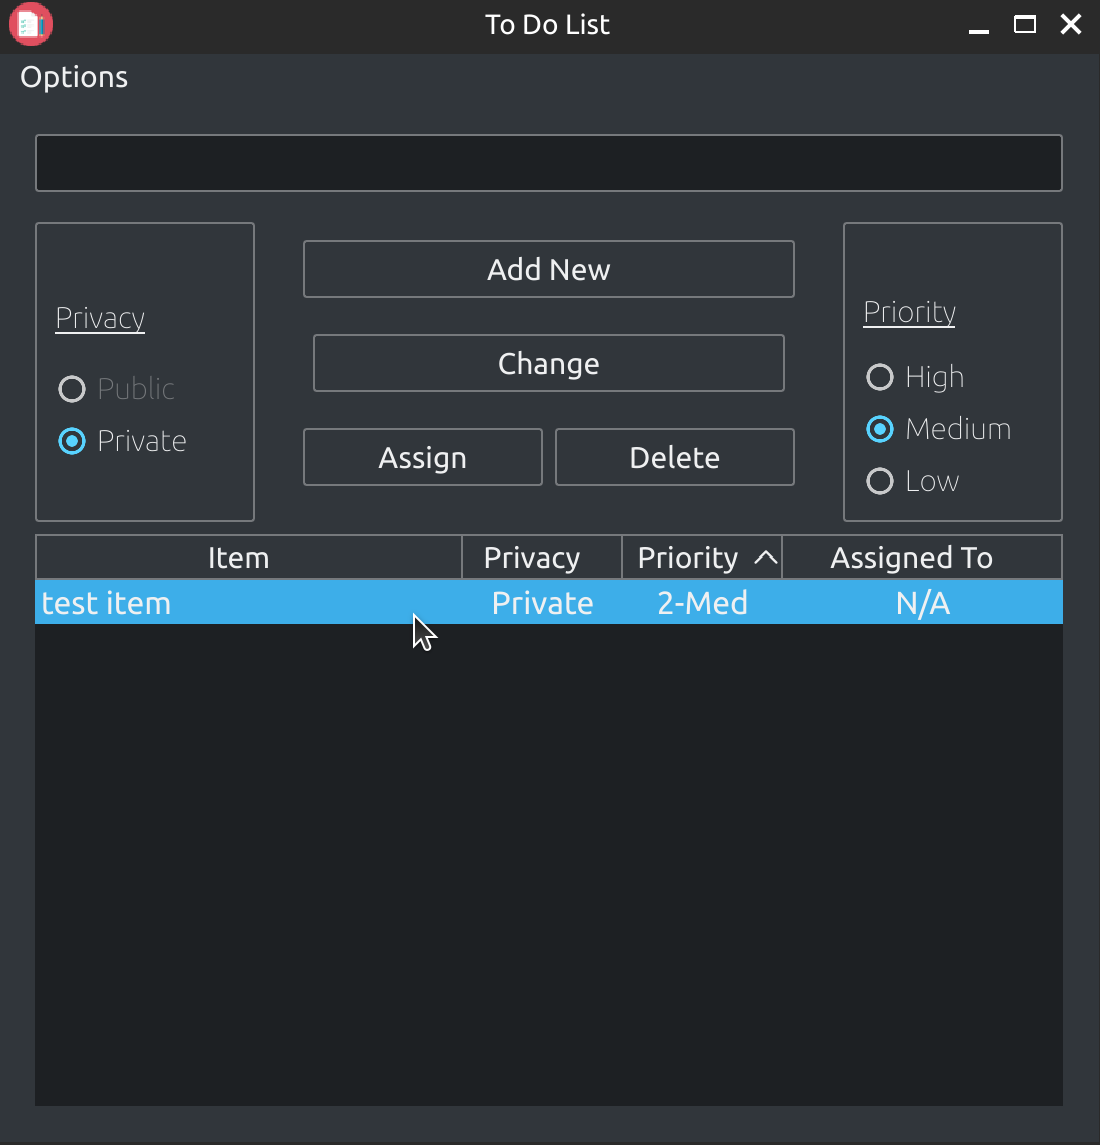 To Do List
Options
Add New
Privacy
Priority
Change
Public
High
Private
Medium
Assign
Delete
Low
Item Privacy Priority Assigned To
test item Private 2-Med N/A